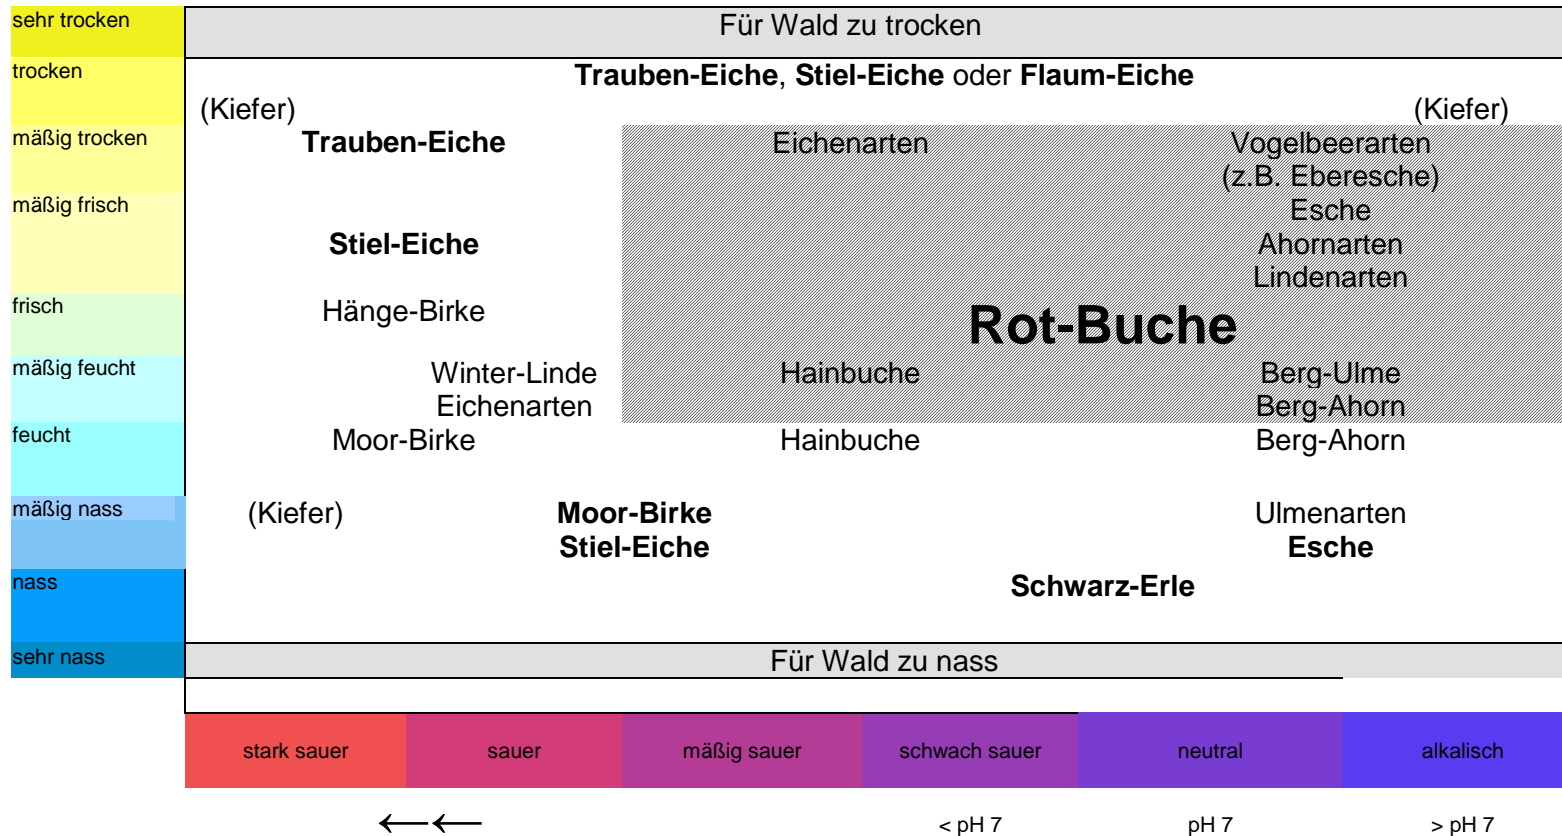 sehr trocken Für Wald zu trocken
trocken Trauben-Eiche, Stiel-Eiche oder Flaum-Eiche
(Kiefer) (Kiefer)
mäßig trocken Trauben-Eiche Eichenarten Vogelbeerarten
(z.B. Eberesche)
mäßig frisch Esche
Stiel-Eiche Ahornarten
Lindenarten
frisch Hänge-Birke Rot-Buche
mäßig feucht Winter-Linde Hainbuche Berg-Ulme
Eichenarten Berg-Ahorn
feucht Moor-Birke Hainbuche Berg-Ahorn
mäßig nass (Kiefer) Moor-Birke Ulmenarten
Stiel-Eiche Esche
nass Schwarz-Erle
sehr nass Für Wald zu nass
stark sauer sauer mäßig sauer schwach sauer neutral alkalisch
←← < pH 7 pH 7 > pH 7